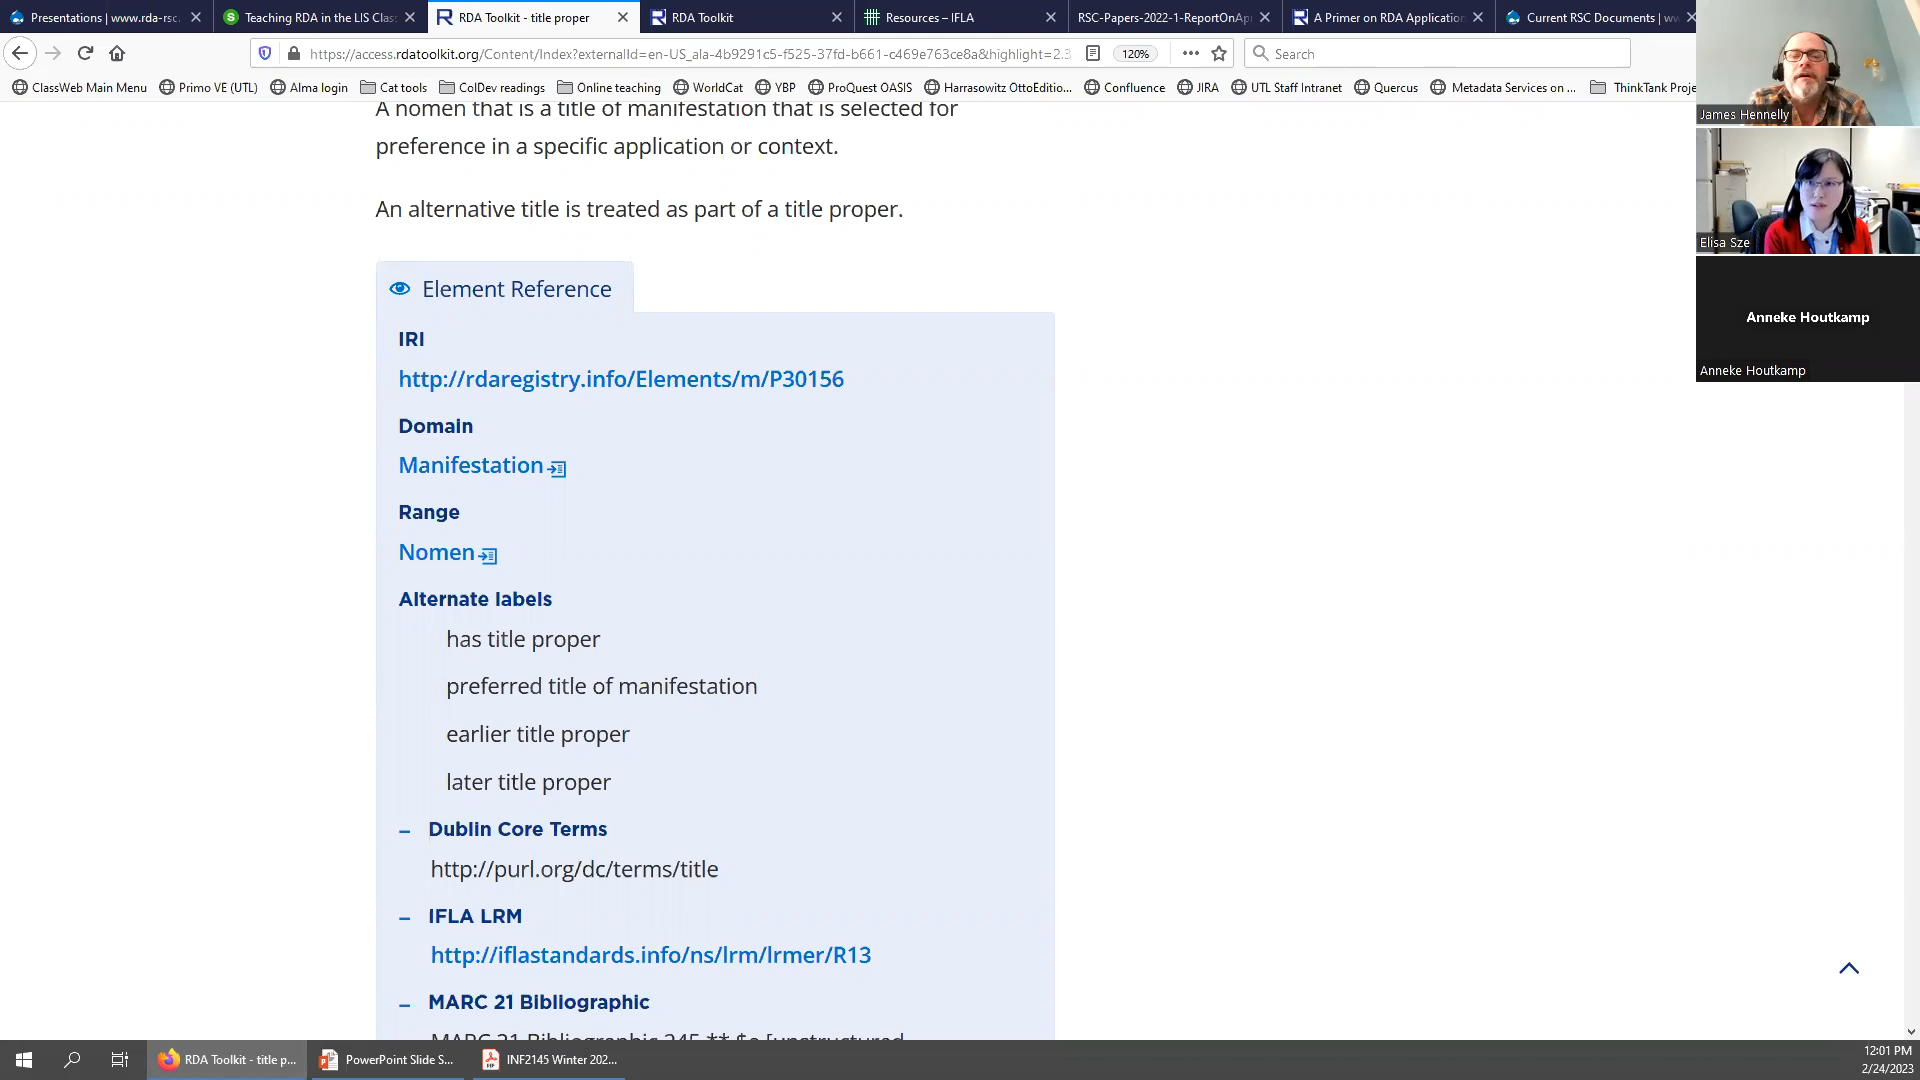 Presentations | www.rda-rsc.
Teaching RDA in the LIS Clas
RDA Toolkit - title proper
RDA Toolkit
Resources – IFLA
RSC-Papers-2022-1-ReportOnAp
A Primer on RDA Application
Current RSC Documents | ww
https://access.rdatoolkit.org/Content/Index?externalId=en-US_ala-4b9291c5-f525-37fd-b661-c469e763ce8a&highlight=2.3
120%
Search
ClassWeb Main Menu
Primo VE (UTL)
Alma login
Cat tools
ColDev readings
Online teaching
WorldCat
YBP
ProQuest OASIS
Harrasowitz OttoEditio...
Confluence
JIRA
UTL Staff Intranet
Quercus
Metadata Services on ...
ThinkTank Proje
James Hennelly
Elisa Sze
Anneke Houtkamp
Anneke Houtkamp
A nomen that is a title of manifestation that is selected for
preference in a specific application or context.
An alternative title is treated as part of a title proper.
Element Reference
IRI
http://rdaregistry.info/Elements/m/P30156
Domain
Manifestation
Range
Nomen
Alternate labels
has title proper
preferred title of manifestation
earlier title proper
later title proper
– Dublin Core Terms
http://purl.org/dc/terms/title
– IFLA LRM
http://iflastandards.info/ns/lrm/lrmer/R13
– MARC 21 Bibliographic
MARC 21 Bibliographic 245 ** $a [unstructured
RDA Toolkit - title p...
PowerPoint Slide S...
INF2145 Winter 202...
12:01 PM
2/24/2023